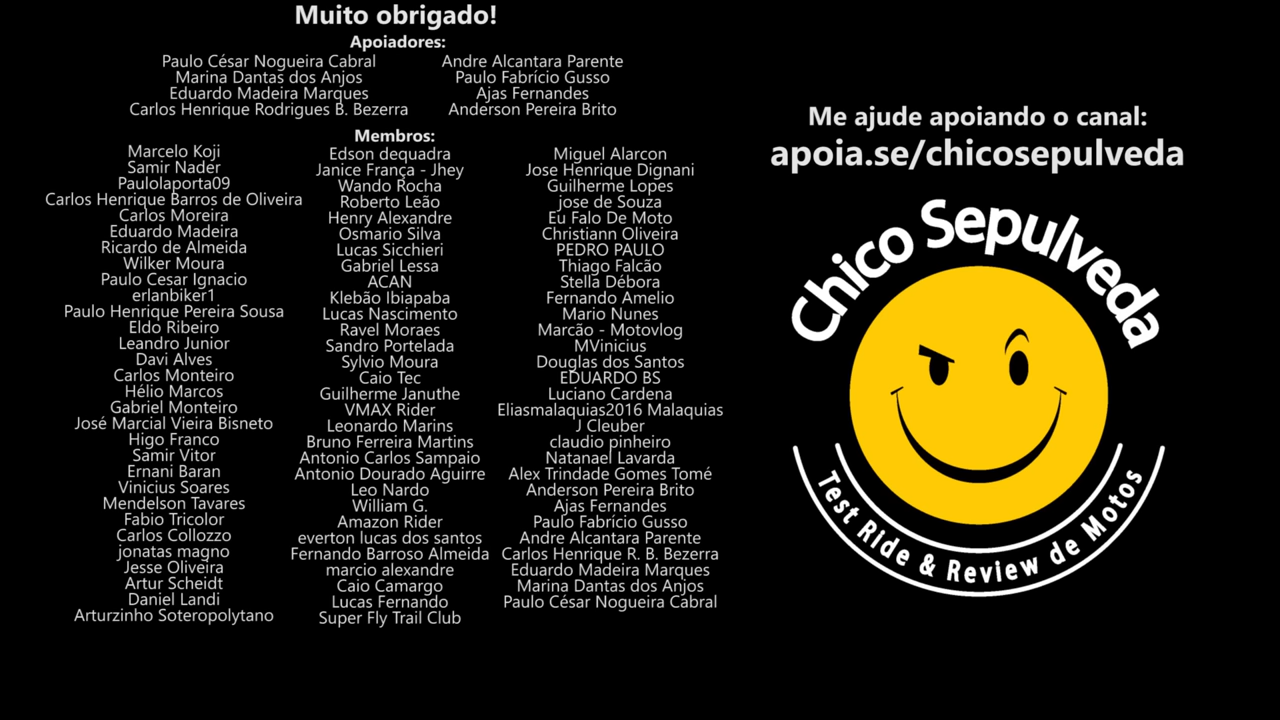 Muito obrigado!
Apoiadores:
Paulo César Nogueira Cabral
Marina Dantas dos Anjos
Eduardo Madeira Marques
Carlos Henrique Rodrigues B. Bezerra
Andre Alcantara Parente
Paulo Fabrício Gusso
Ajas Fernandes
Anderson Pereira Brito
Membros:
Marcelo Koji
Samir Nader
Paulolaporta09
Carlos Henrique Barros de Oliveira
Carlos Moreira
Eduardo Madeira
Ricardo de Almeida
Wilker Moura
Paulo Cesar Ignacio
erlanbiker1
Paulo Henrique Pereira Sousa
Eldo Ribeiro
Leandro Junior
Davi Alves
Carlos Monteiro
Hélio Marcos
Gabriel Monteiro
José Marcial Vieira Bisneto
Higo Franco
Samir Vitor
Ernani Baran
Vinicius Soares
Mendelson Tavares
Fabio Tricolor
Carlos Collozzo
jonatas magno
Jesse Oliveira
Artur Scheidt
Daniel Landi
Arturzinho Soteropolytano
Edson dequadra
Janice França - Jhey
Wando Rocha
Roberto Leão
Henry Alexandre
Osmario Silva
Lucas Sicchieri
Gabriel Lessa
ACAN
Klebão Ibiapaba
Lucas Nascimento
Ravel Moraes
Sandro Portelada
Sylvio Moura
Caio Tec
Guilherme Januthe
VMAX Rider
Leonardo Marins
Bruno Ferreira Martins
Antonio Carlos Sampaio
Antonio Dourado Aguirre
Leo Nardo
William G.
Amazon Rider
everton lucas dos santos
Fernando Barroso Almeida
marcio alexandre
Caio Camargo
Lucas Fernando
Super Fly Trail Club
Miguel Alarcon
Jose Henrique Dignani
Guilherme Lopes
jose de Souza
Eu Falo De Moto
Christiann Oliveira
PEDRO PAULO
Thiago Falcão
Stella Débora
Fernando Amelio
Mario Nunes
Marcão - Motovlog
MVinicius
Douglas dos Santos
EDUARDO BS
Luciano Cardena
Eliasmalaquias2016 Malaquias
J Cleuber
claudio pinheiro
Natanael Lavarda
Alex Trindade Gomes Tomé
Anderson Pereira Brito
Ajas Fernandes
Paulo Fabrício Gusso
Andre Alcantara Parente
Carlos Henrique R. B. Bezerra
Eduardo Madeira Marques
Marina Dantas dos Anjos
Paulo César Nogueira Cabral
Me ajude apoiando o canal:
apoia.se/chicosepulveda
Chico Sepulveda
Test Ride & Review de Motos